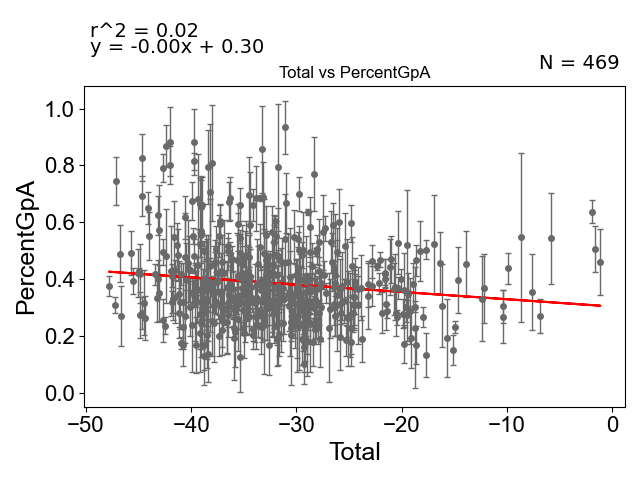 r^2 = 0.02
y = -0.00x + 0.30
N = 469
Total vs PercentGpA
PercentGpA
1.0
0.8
0.6
0.4
0.2
0.0
−50 −40 −30 −20 −10 0
Total